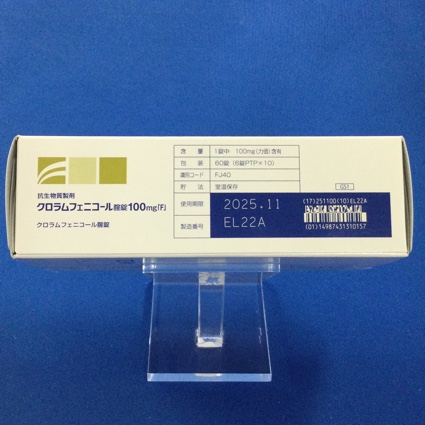 抗生物質製剤
クロラムフェニコール腟錠100mg「F」
クロラムフェニコール腟錠
含 量 1錠中 100mg(力価)含有
包 装 60錠 (6錠PTP×10)
識別コード FJ40
貯 法 室温保存
使用期限 2025.11
製造番号 EL22A
G51
(17)251100(10)EL22A
(01)14987431310157